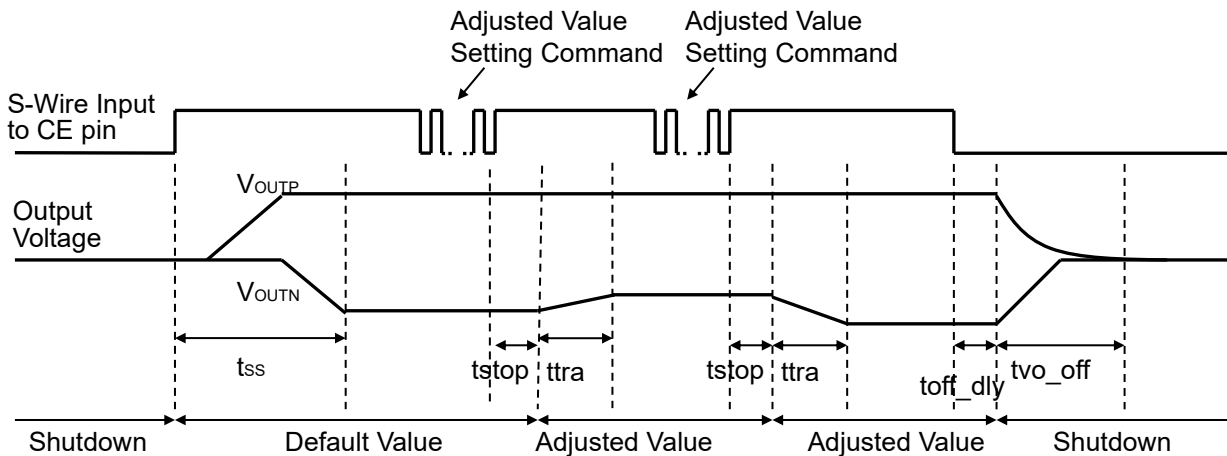 Adjusted Value
Setting Command
Adjusted Value
Setting Command
S-Wire Input
to CE pin
VOUTP
Output
Voltage
VOUTN
tss
tstop
ttra
tstop
ttra
toff_dly
tvo_off
Shutdown
Default Value
Adjusted Value
Adjusted Value
Shutdown